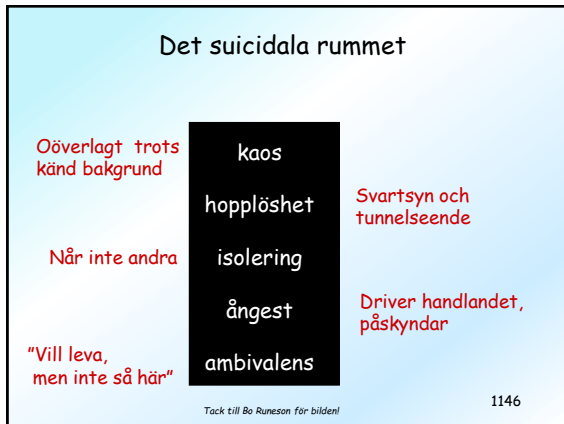 Det suicidala rummet
Oöverlagt trots
känd bakgrund
kaos
hopplöshet
Svartsyn och
tunnelseende
Når inte andra
isolering
ångest
Driver handlandet,
påskyndar
”Vill leva,
men inte så här”
ambivalens
Tack till Bo Runeson för bilden!
1146